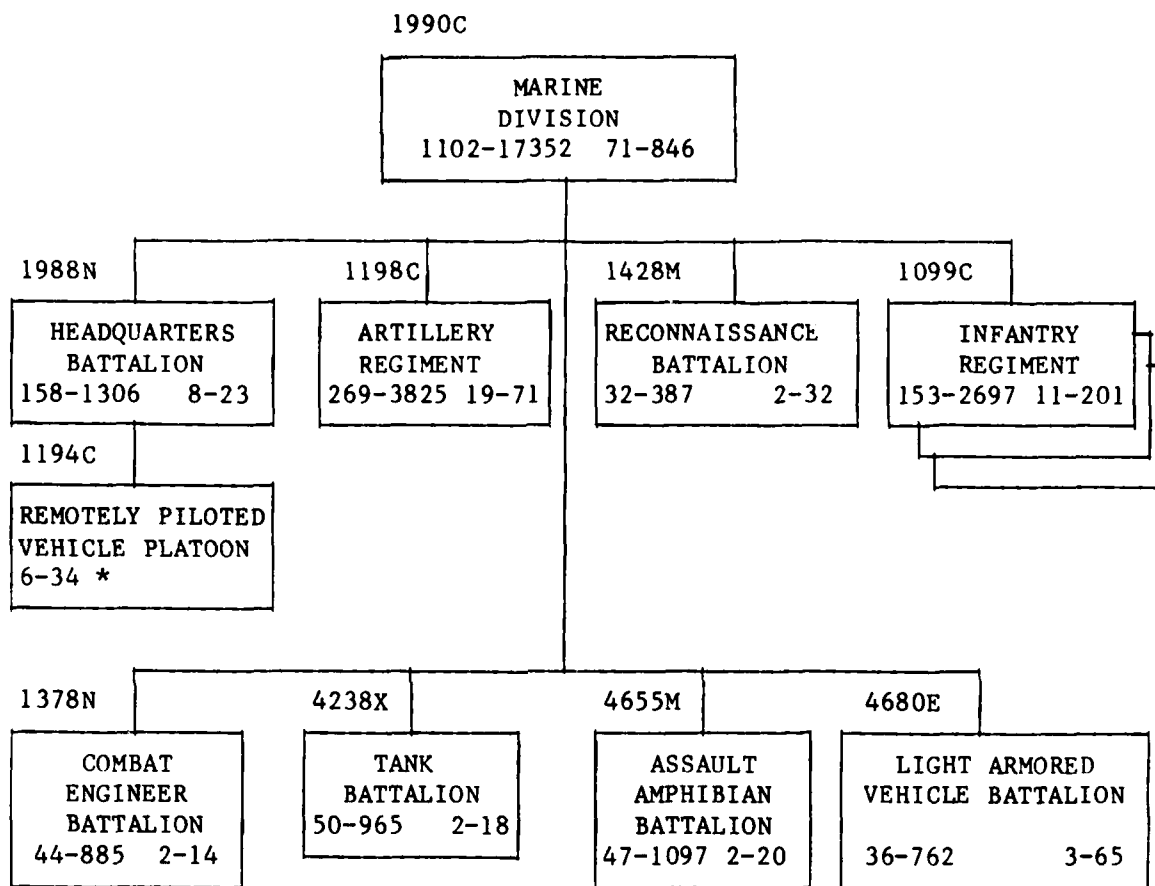 1990C
MARINE
DIVISION
1102-17352 71-846
1988N
HEADQUARTERS
BATTALION
158-1306 8-23
1198C
ARTILLERY
REGIMENT
269-3825 19-71
1428M
RECONNAISSANCE
BATTALION
32-387 2-32
1099C
INFANTRY
REGIMENT
153-2697 11-201
1194C
REMOTELY PILOTED
VEHICLE PLATOON
6-34 *
1378N
COMBAT
ENGINEER
BATTALION
44-885 2-14
4238X
TANK
BATTALION
50-965 2-18
4655M
ASSAULT
AMPHIBIAN
BATTALION
47-1097 2-20
4680E
LIGHT ARMORED
VEHICLE BATTALION
36-762 3-65